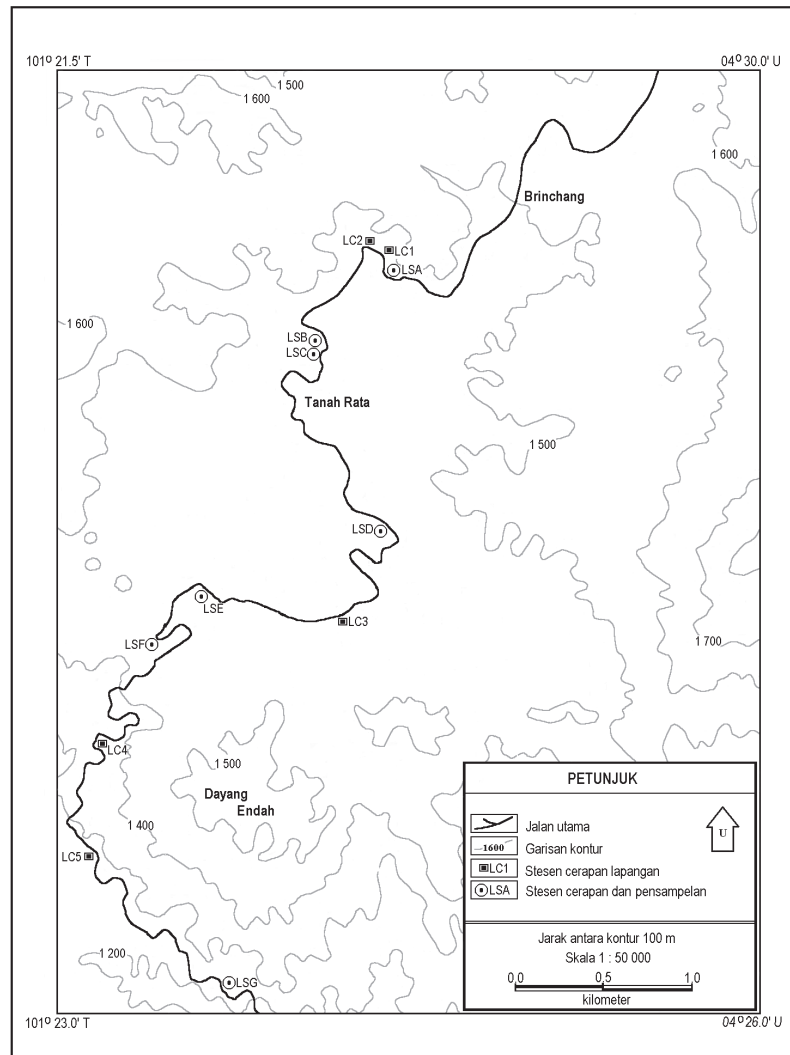 101° 21.5' T
04° 30.0' U
1 500
1 600
1 600
Brinchang
LC2
LC1
LSA
1 600
LSB
LSC
Tanah Rata
1 500
LSD
LSE
LC3
LSF
1 700
LC4
1 500
Dayang
Endah
1 400
LC5
1 200
LSG
PETUNJUK
Jalan utama
U
1600 Garisan kontur
LC1 Stesen cerapan lapangan
LSA Stesen cerapan dan pensampelan
Jarak antara kontur 100 m
Skala 1 : 50 000
0.0 0.5 1.0
kilometer
101° 23.0' T
04° 26.0' U